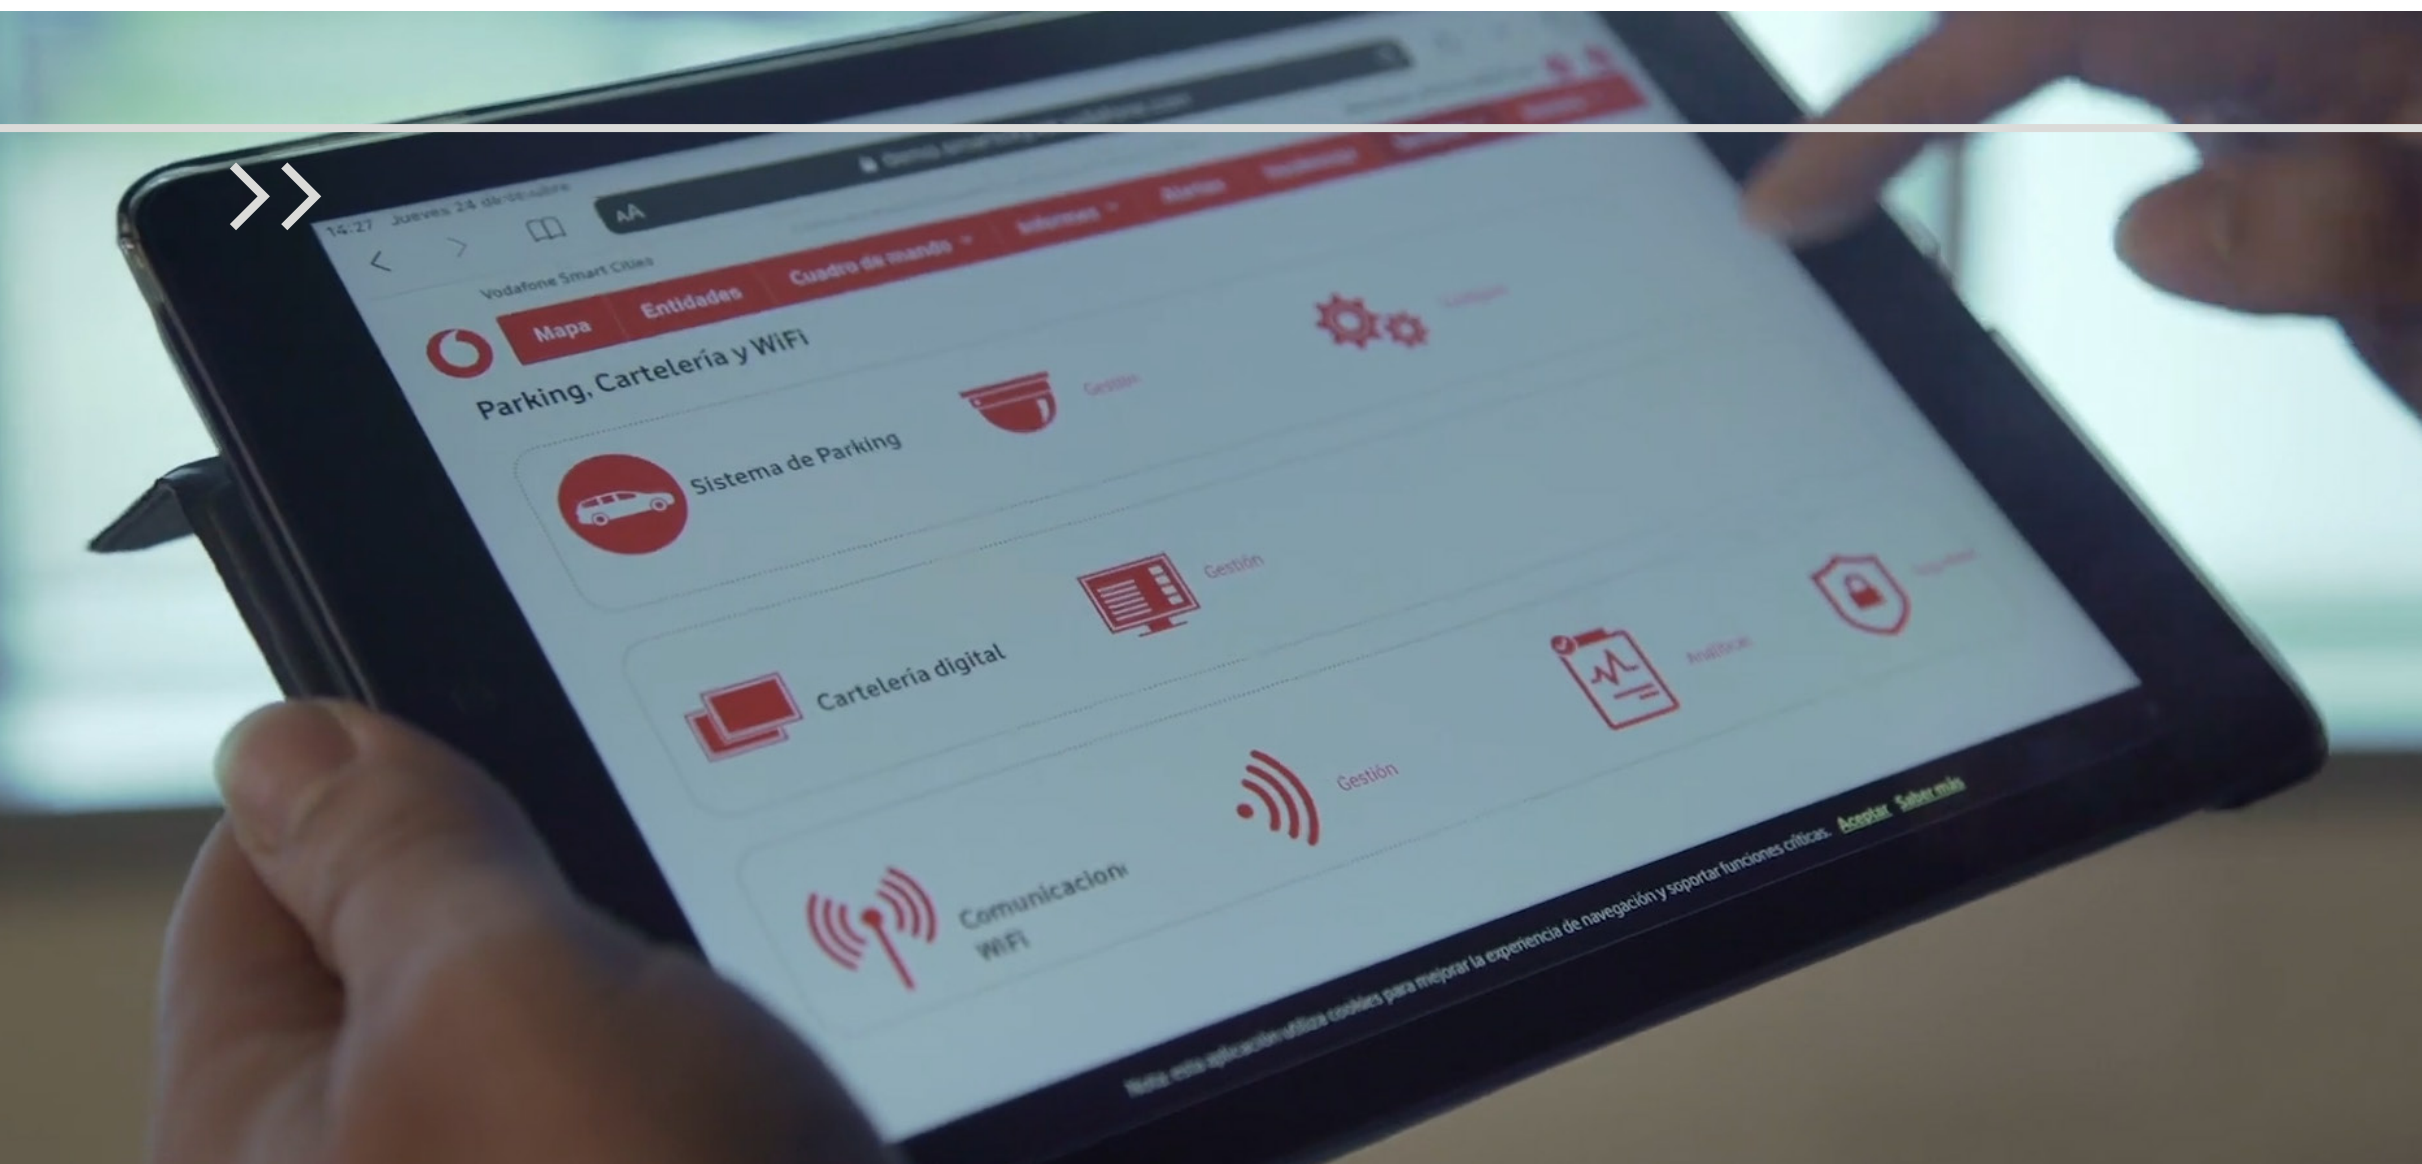 14:27 Jueves 24 de octubre
AA
Vodafone Smart Cities
Mapa Entidades Cuadro de mando Informes Alertas
Parking, Cartelería y WiFi
Sistema de Parking Gestión
Cartelería digital Gestión
Comunicacion Gestión Analíticas
WiFi
Nota: esta aplicación utiliza cookies para mejorar la experiencia de navegación y soportar funciones críticas. Aceptar Saber más